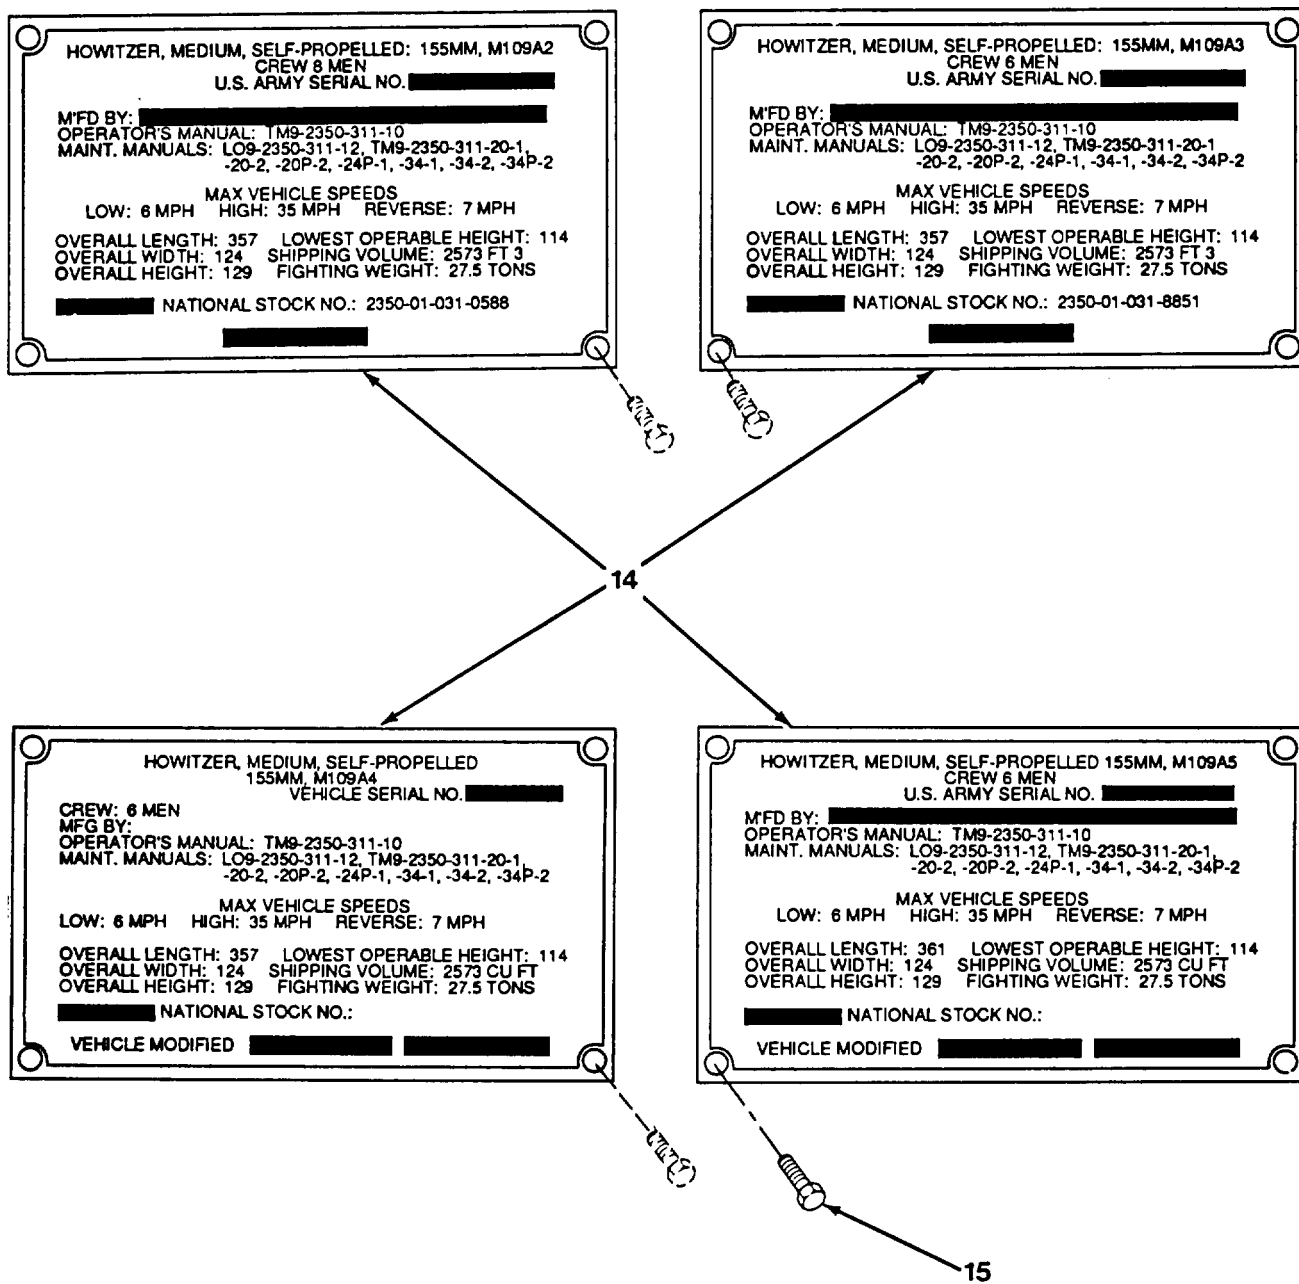 HOWITZER, MEDIUM, SELF-PROPELLED: 155MM, M109A2
CREW 8 MEN
U.S. ARMY SERIAL NO.
M'FD BY:
OPERATOR'S MANUAL: TM9-2350-311-10
MAINT. MANUALS: LO9-2350-311-12, TM9-2350-311-20-1,
-20-2, -20P-2, -24P-1, -34-1, -34-2, -34P-2
MAX VEHICLE SPEEDS
LOW: 6 MPH HIGH: 35 MPH REVERSE: 7 MPH
OVERALL LENGTH: 357 LOWEST OPERABLE HEIGHT: 114
OVERALL WIDTH: 124 SHIPPING VOLUME: 2573 FT 3
OVERALL HEIGHT: 129 FIGHTING WEIGHT: 27.5 TONS
NATIONAL STOCK NO.: 2350-01-031-0588
HOWITZER, MEDIUM, SELF-PROPELLED: 155MM, M109A3
CREW 6 MEN
U.S. ARMY SERIAL NO.
M'FD BY:
OPERATOR'S MANUAL: TM9-2350-311-10
MAINT. MANUALS: LO9-2350-311-12, TM9-2350-311-20-1
-20-2, -20P-2, -24P-1, -34-1, -34-2, -34P-2
MAX VEHICLE SPEEDS
LOW: 6 MPH HIGH: 35 MPH REVERSE: 7 MPH
OVERALL LENGTH: 357 LOWEST OPERABLE HEIGHT: 114
OVERALL WIDTH: 124 SHIPPING VOLUME: 2573 FT 3
OVERALL HEIGHT: 129 FIGHTING WEIGHT: 27.5 TONS
NATIONAL STOCK NO.: 2350-01-031-8851
14
HOWITZER, MEDIUM, SELF-PROPELLED
155MM, M109A4
VEHICLE SERIAL NO.
CREW: 6 MEN
MFG BY:
OPERATOR'S MANUAL: TM9-2350-311-10
MAINT. MANUALS: LO9-2350-311-12, TM9-2350-311-20-1,
-20-2, -20P-2, -24P-1, -34-1, -34-2, -34P-2
MAX VEHICLE SPEEDS
LOW: 6 MPH HIGH: 35 MPH REVERSE: 7 MPH
OVERALL LENGTH: 357 LOWEST OPERABLE HEIGHT: 114
OVERALL WIDTH: 124 SHIPPING VOLUME: 2573 CU FT
OVERALL HEIGHT: 129 FIGHTING WEIGHT: 27.5 TONS
NATIONAL STOCK NO.:
VEHICLE MODIFIED
HOWITZER, MEDIUM, SELF-PROPELLED 155MM, M109A5
CREW 6 MEN
U.S. ARMY SERIAL NO.
M'FD BY:
OPERATOR'S MANUAL: TM9-2350-311-10
MAINT. MANUALS: LO9-2350-311-12, TM9-2350-311-20-1,
-20-2, -20P-2, -24P-1, -34-1, -34-2, -34P-2
MAX VEHICLE SPEEDS
LOW: 6 MPH HIGH: 35 MPH REVERSE: 7 MPH
OVERALL LENGTH: 361 LOWEST OPERABLE HEIGHT: 114
OVERALL WIDTH: 124 SHIPPING VOLUME: 2573 CU FT
OVERALL HEIGHT: 129 FIGHTING WEIGHT: 27.5 TONS
NATIONAL STOCK NO.:
VEHICLE MODIFIED
15